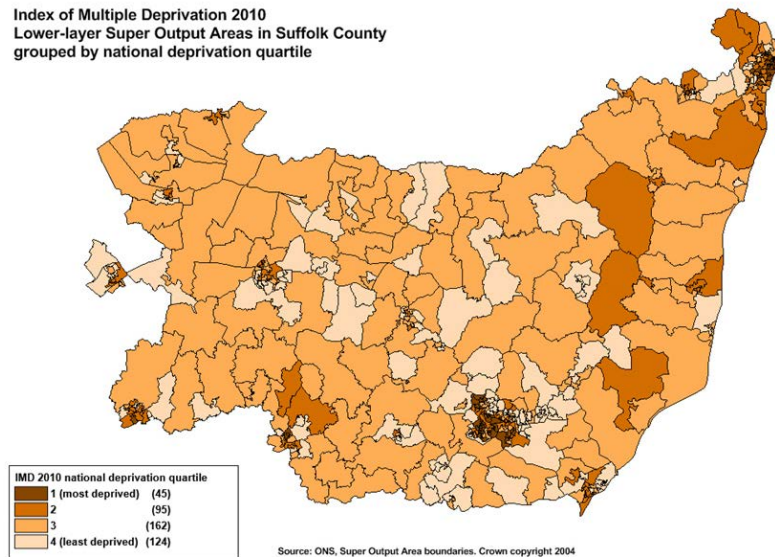 Index of Multiple Deprivation 2010
Lower-layer Super Output Areas in Suffolk County
grouped by national deprivation quartile
IMD 2010 national deprivation quartile
1 (most deprived) (45)
2 (95)
3 (162)
4 (least deprived) (124)
Source: ONS, Super Output Area boundaries. Crown copyright 2004